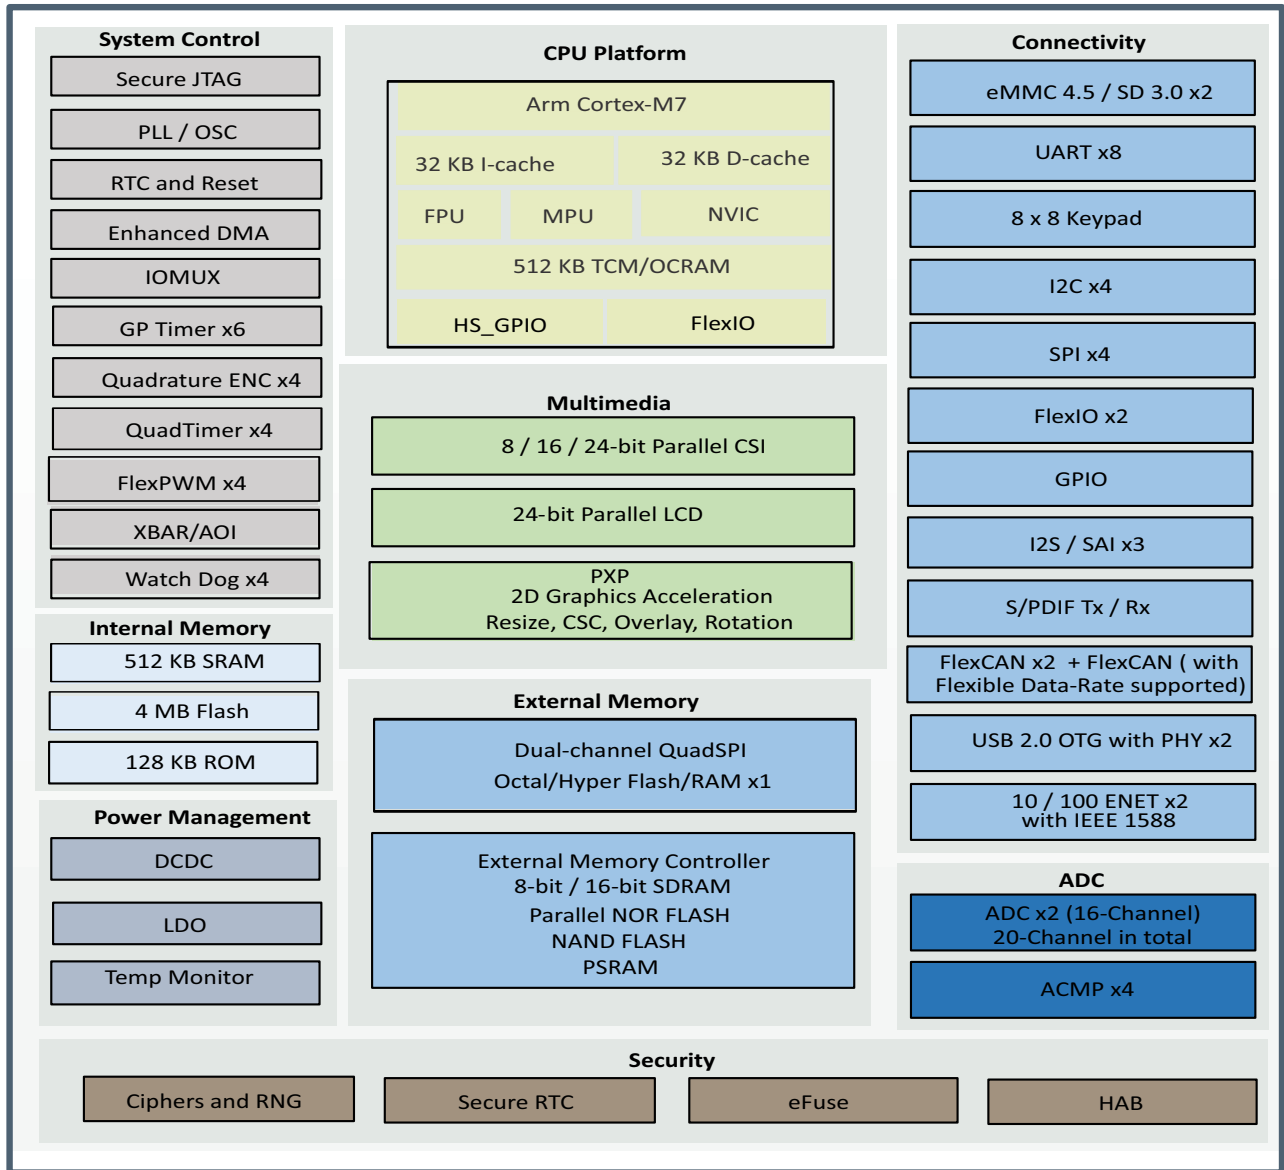 System Control
Secure JTAG
PLL / OSC
RTC and Reset
Enhanced DMA
IOMUX
GP Timer x6
Quadrature ENC x4
QuadTimer x4
FlexPWM x4
XBAR/AOI
Watch Dog x4
Internal Memory
512 KB SRAM
4 MB Flash
128 KB ROM
Power Management
DCDC
LDO
Temp Monitor
CPU Platform
Arm Cortex-M7
32 KB I-cache
32 KB D-cache
FPU
MPU
NVIC
512 KB TCM/OCRAM
HS_GPIO
FlexIO
Multimedia
8 / 16 / 24-bit Parallel CSI
24-bit Parallel LCD
PXP
2D Graphics Acceleration
Resize, CSC, Overlay, Rotation
External Memory
Dual-channel QuadSPI
Octal/Hyper Flash/RAM x1
External Memory Controller
8-bit / 16-bit SDRAM
Parallel NOR FLASH
NAND FLASH
PSRAM
Connectivity
eMMC 4.5 / SD 3.0 x2
UART x8
8 x 8 Keypad
I2C x4
SPI x4
FlexIO x2
GPIO
I2S / SAI x3
S/PDIF Tx / Rx
FlexCAN x2 + FlexCAN ( with
Flexible Data-Rate supported)
USB 2.0 OTG with PHY x2
10 / 100 ENET x2
with IEEE 1588
ADC
ADC x2 (16-Channel)
20-Channel in total
ACMP x4
Security
Ciphers and RNG
Secure RTC
eFuse
HAB